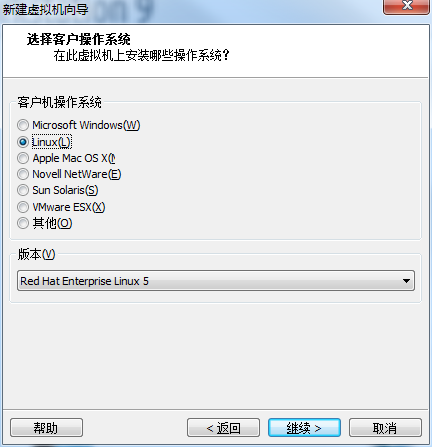 新建虚拟机向导
选择客户操作系统
在此虚拟机上安装哪些操作系统?
客户机操作系统
Microsoft Windows(W)
Linux(L)
Apple Mac OS X(
Novell NetWare(E)
Sun Solaris(S)
VMware ESX(X)
其他(O)
版本(V)
Red Hat Enterprise Linux 5
帮助
< 返回
继续 >
取消